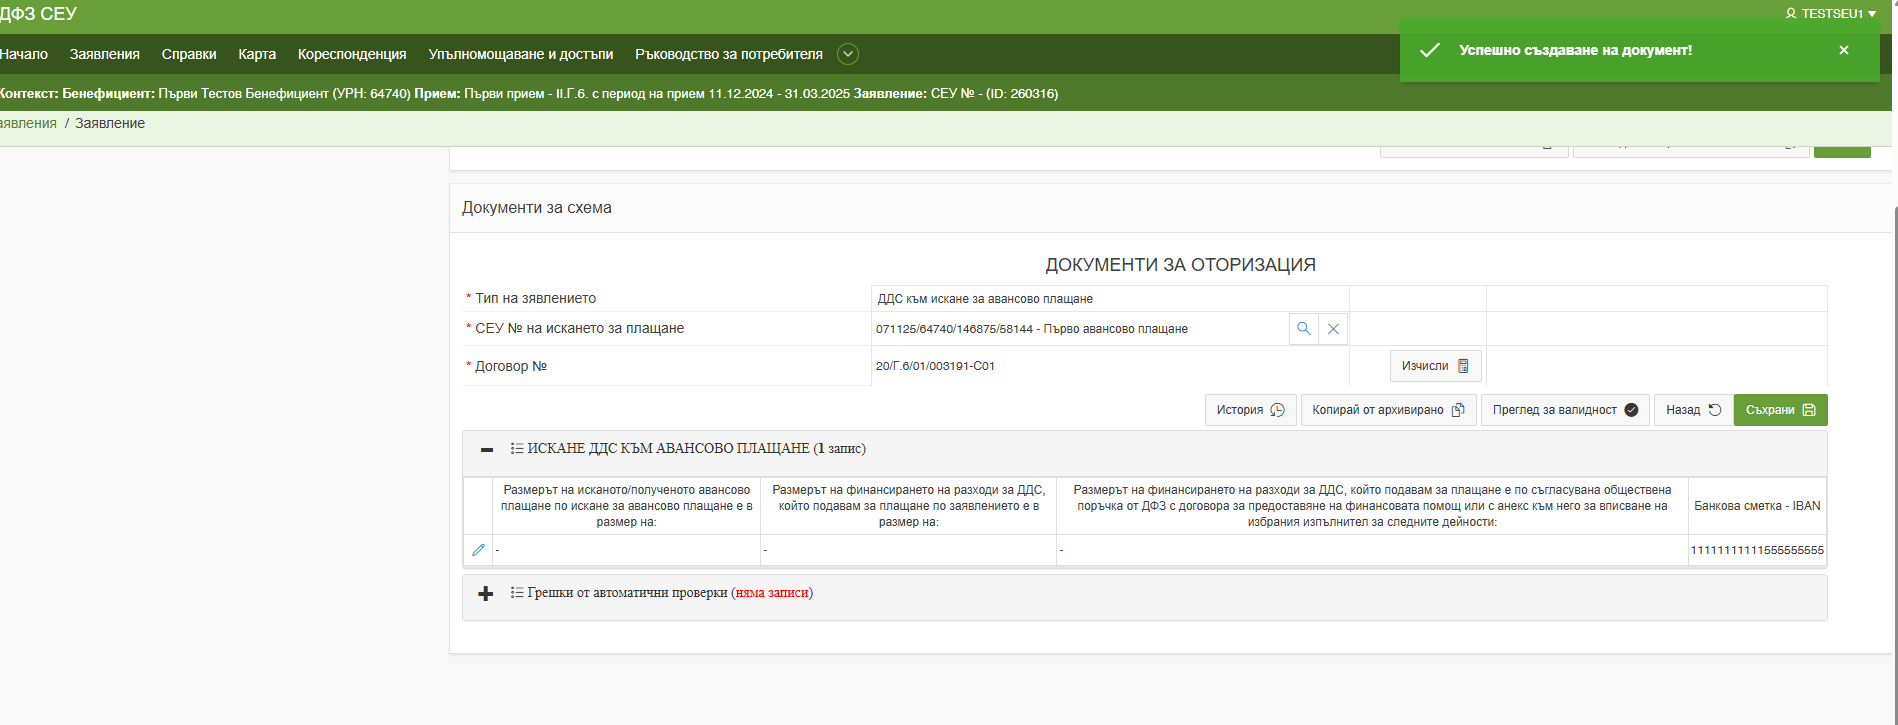 ДФЗ СЕУ
TESTSEU1
Начало Заявления Справки Карта Кореспонденция Упълномощаване и достъпи Ръководство за потребителя
Успешно създаване на документ!
Контекст: Бенефициент: Първи Тестов Бенефициент (УРН: 64740) Прием: Първи прием - II.Г.6. с период на прием 11.12.2024 - 31.03.2025 Заявление: СЕУ № - (ID: 260316)
аявления / Заявление
Документи за схема
ДОКУМЕНТИ ЗА ОТОРИЗАЦИЯ
* Тип на зявлението ДДС към искане за авансово плащане
* СЕУ № на искането за плащане 071125/64740/146875/58144 - Първо авансово плащане
* Договор № 20/Г.6/01/003191-С01 Изчисли
История Копирай от архивирано Преглед за валидност Назад Съхрани
ИСКАНЕ ДДС КЪМ АВАНСОВО ПЛАЩАНЕ (1 запис)
Размерът на исканото/полученото авансово
плащане по искане за авансово плащане е в
размер на:
Размерът на финансирането на разходи за ДДС,
който подавам за плащане по заявлението е в
размер на:
Размерът на финансирането на разходи за ДДС, който подавам за плащане е по съгласувана обществена
поръчка от ДФЗ с договора за предоставяне на финансовата помощ или с анекс към него за вписване на
избрания изпълнител за следните дейности:
Банкова сметка - IBAN
- - - 11111111111555555555
Грешки от автоматични проверки (няма записи)